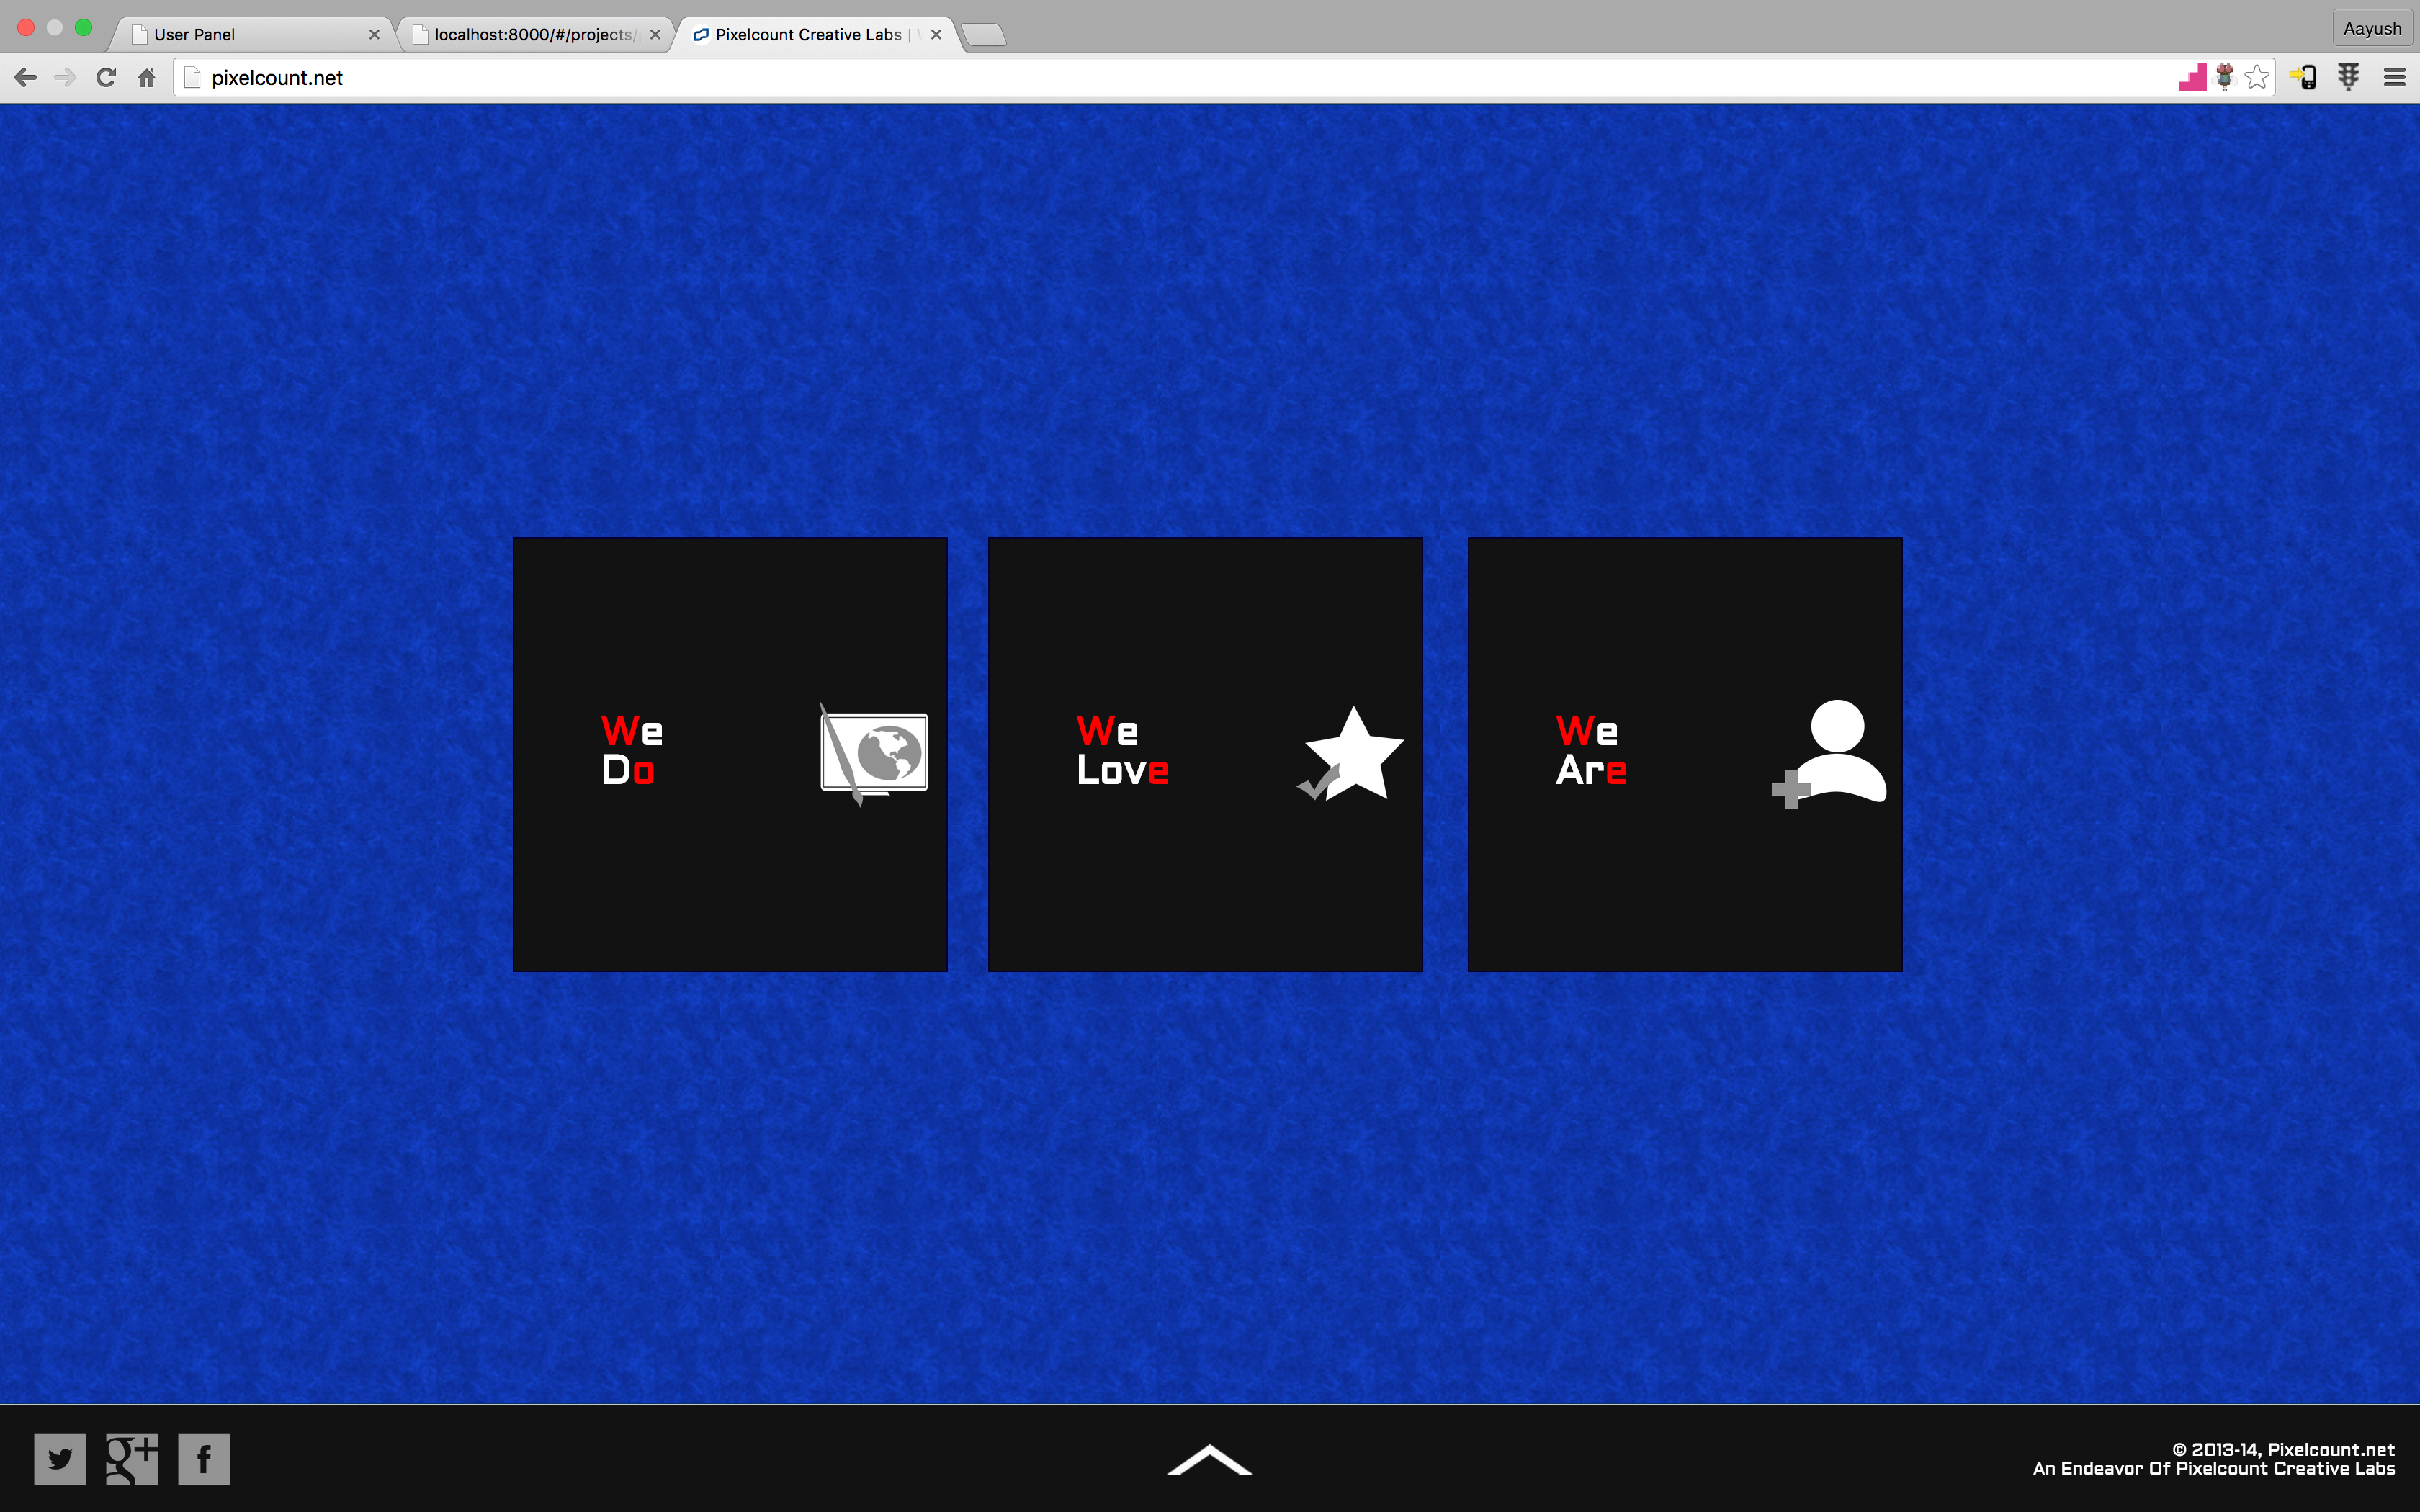 User Panel
localhost:8000/#/projects/
Pixelcount Creative Labs |
Aayush
pixelcount.net
We
Do
We
Love
We
Are
g+
f
© 2013-14, Pixelcount.net
An Endeavor Of Pixelcount Creative Labs